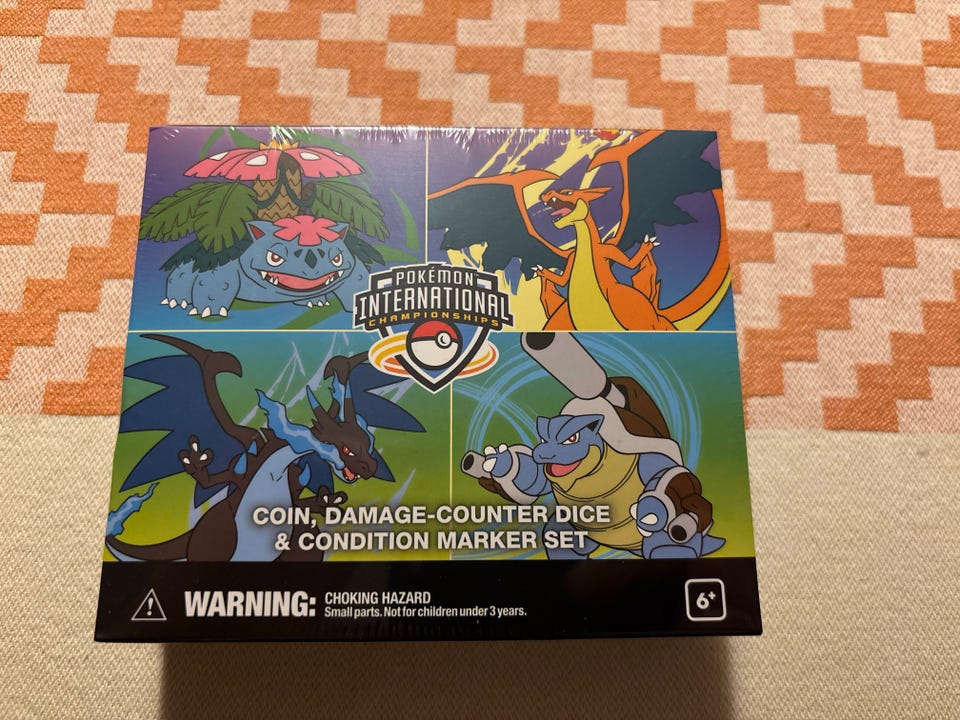 POKÉMON
INTERNATIONAL
CHAMPIONSHIPS
COIN, DAMAGE-COUNTER DICE
& CONDITION MARKER SET
WARNING: CHOKING HAZARD
Small parts. Not for children under 3 years.
6+